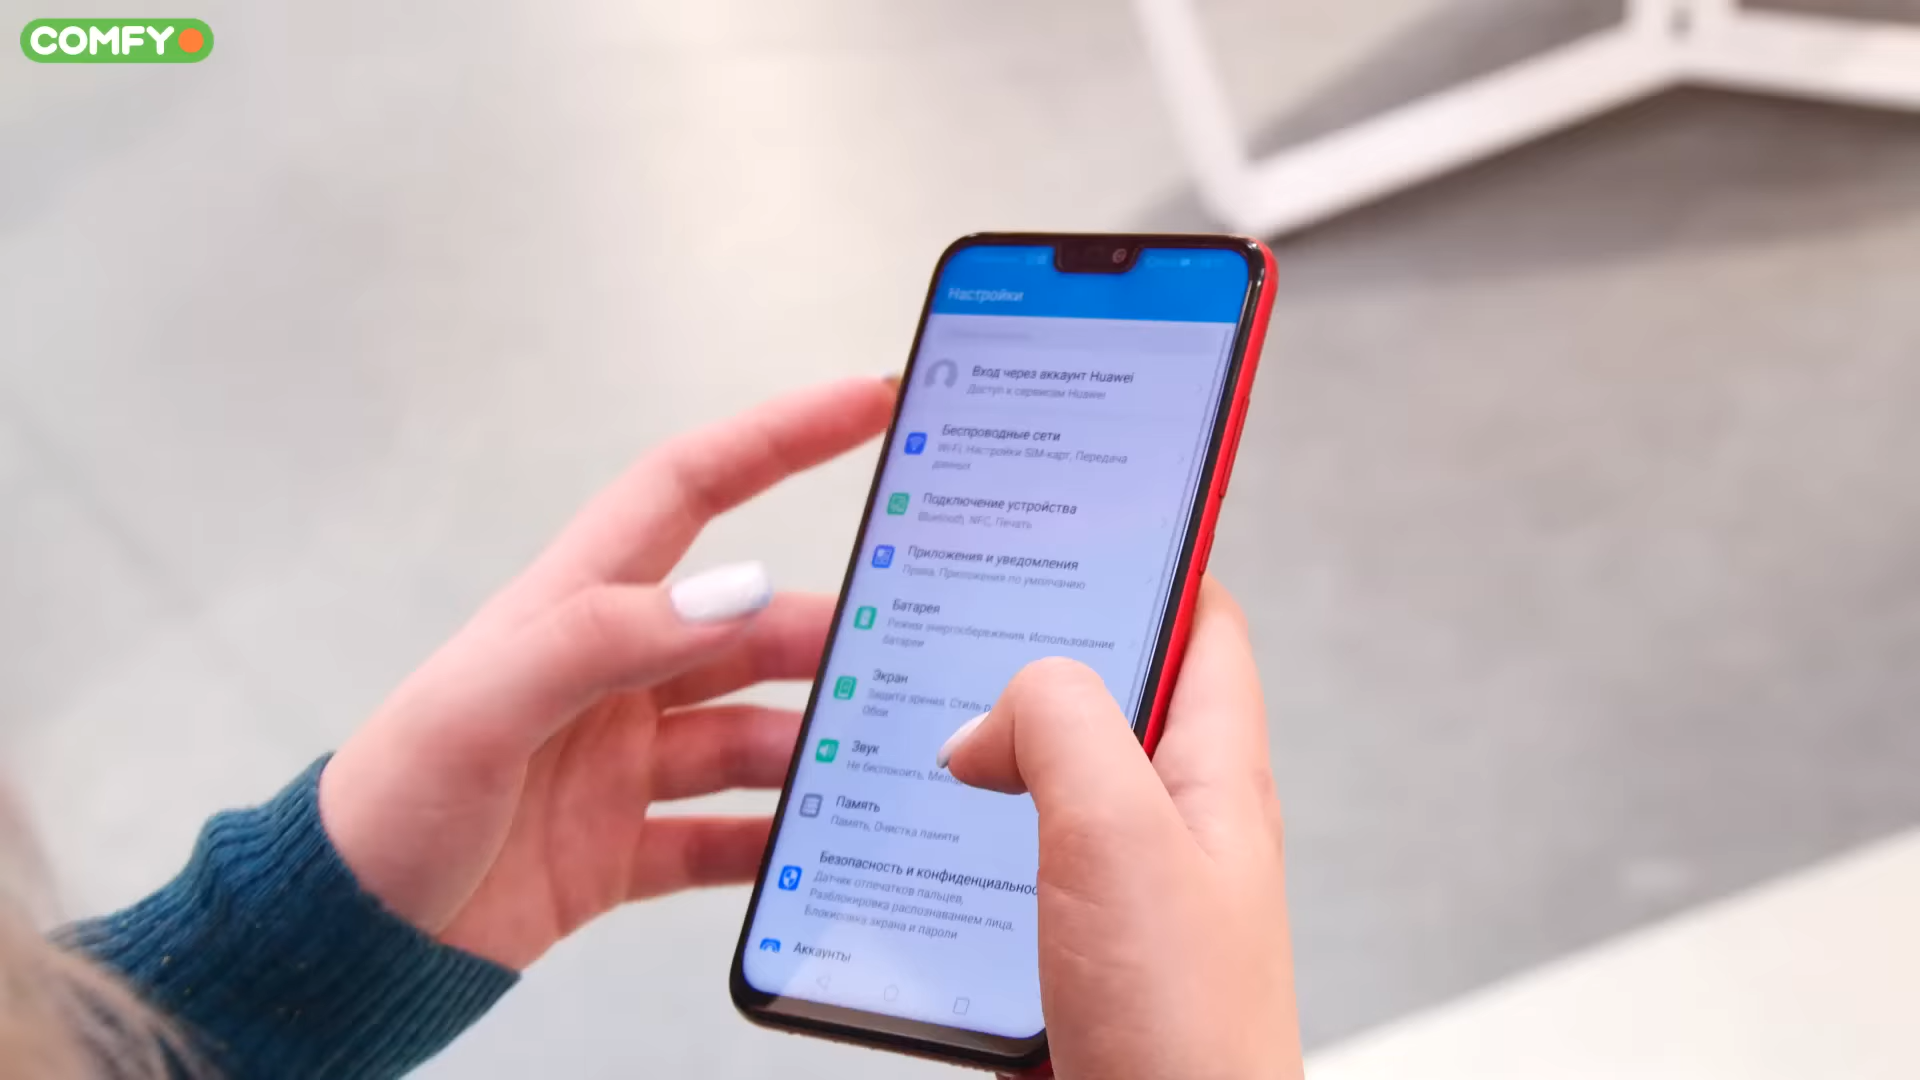 COMFY
Настройки
Вход через аккаунт Huawei
Доступ к сервисам Huawei
Беспроводные сети
Wi-Fi, Настройки SIM-карт, Передача
данных
Подключение устройства
Bluetooth, NFC, Печать
Приложения и уведомления
Права, Приложения по умолчанию
Батарея
Режим энергосбережения, Использование
батареи
Экран
Защита зрения, Стиль р
Обои
Звук
Не беспокоить, Мело
Память
Память, Очистка памяти
Безопасность и конфиденциальнос
Датчик отпечатков пальцев,
Разблокировка распознаванием лица,
Блокировка экрана и пароли
Аккаунты